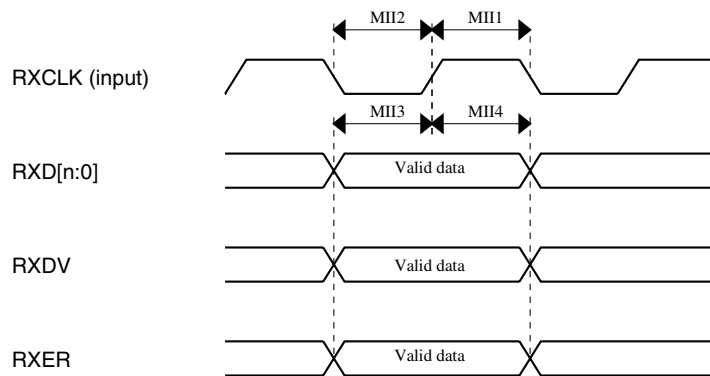 MII2 MII1
RXCLK (input)
MII3 MII4
RXD[n:0] Valid data
RXDV Valid data
RXER Valid data